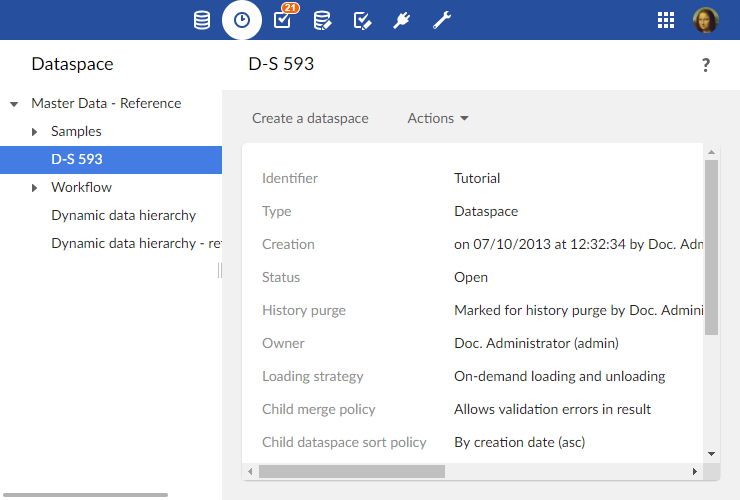 21
Dataspace
D-S 593
?
Master Data - Reference
Samples
D-S 593
Workflow
Dynamic data hierarchy
Dynamic data hierarchy - re
Create a dataspace Actions
Identifier Tutorial
Type Dataspace
Creation on 07/10/2013 at 12:32:34 by Doc. Adm
Status Open
History purge Marked for history purge by Doc. Admini
Owner Doc. Administrator (admin)
Loading strategy On-demand loading and unloading
Child merge policy Allows validation errors in result
Child dataspace sort policy By creation date (asc)